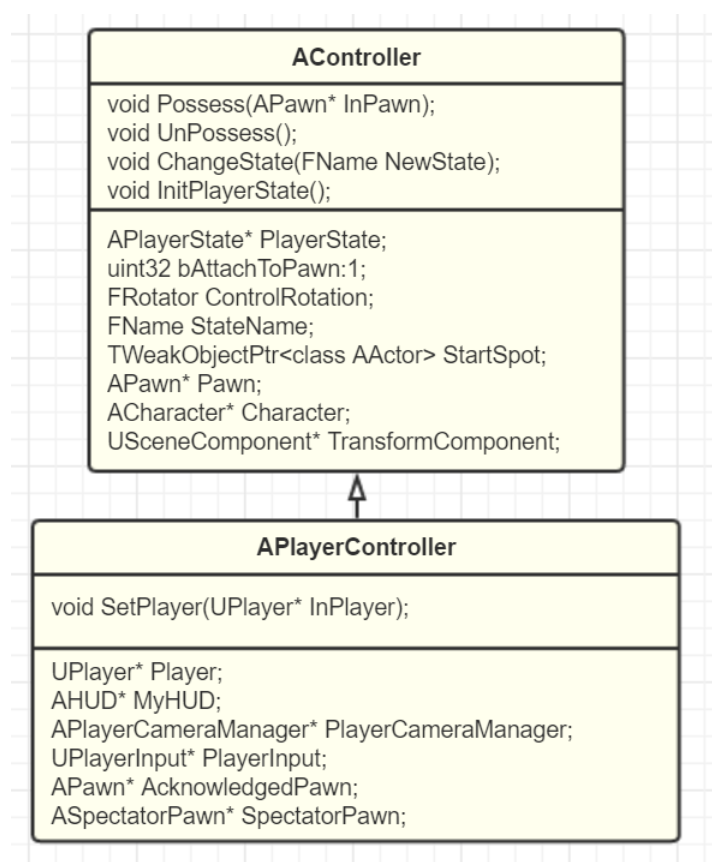 AController
void Possess(APawn* InPawn);
void UnPossess();
void ChangeState(FName NewState);
void InitPlayerState();
APlayerState* PlayerState;
uint32 bAttachToPawn:1;
FRotator ControlRotation;
FName StateName;
TWeakObjectPtr<class AActor> StartSpot;
APawn* Pawn;
ACharacter* Character;
USceneComponent* TransformComponent;
APlayerController
void SetPlayer(UPlayer* InPlayer);
UPlayer* Player;
AHUD* MyHUD;
APlayerCameraManager* PlayerCameraManager;
UPlayerInput* PlayerInput;
APawn* AcknowledgedPawn;
ASpectatorPawn* SpectatorPawn;